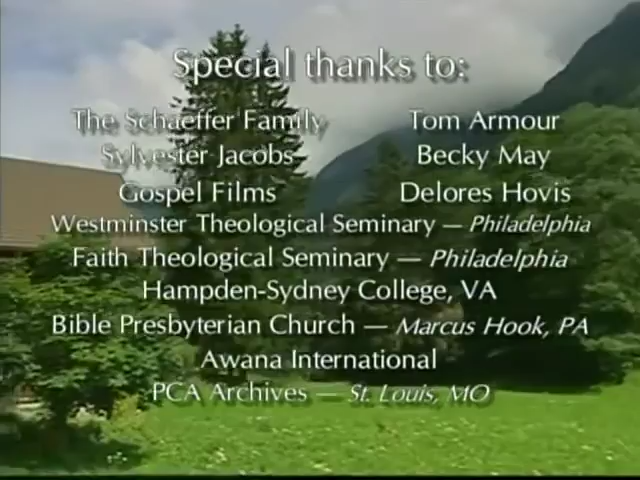 Special thanks to:
The Schaeffer Family Tom Armour
Sylvester Jacobs Becky May
Gospel Films Delores Hovis
Westminster Theological Seminary — Philadelphia
Faith Theological Seminary — Philadelphia
Hampden-Sydney College, VA
Bible Presbyterian Church — Marcus Hook, PA
Awana International
PCA Archives — St. Louis, MO